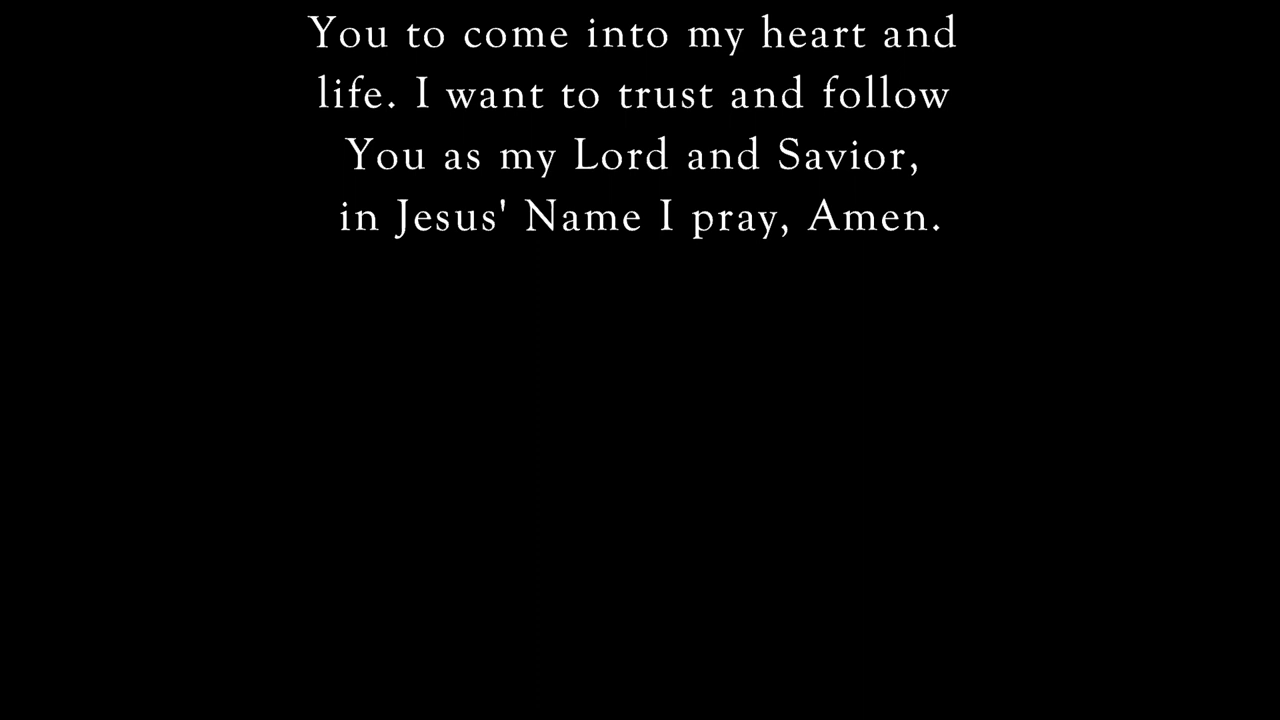 You to come into my heart and
life. I want to trust and follow
You as my Lord and Savior,
in Jesus' Name I pray, Amen.